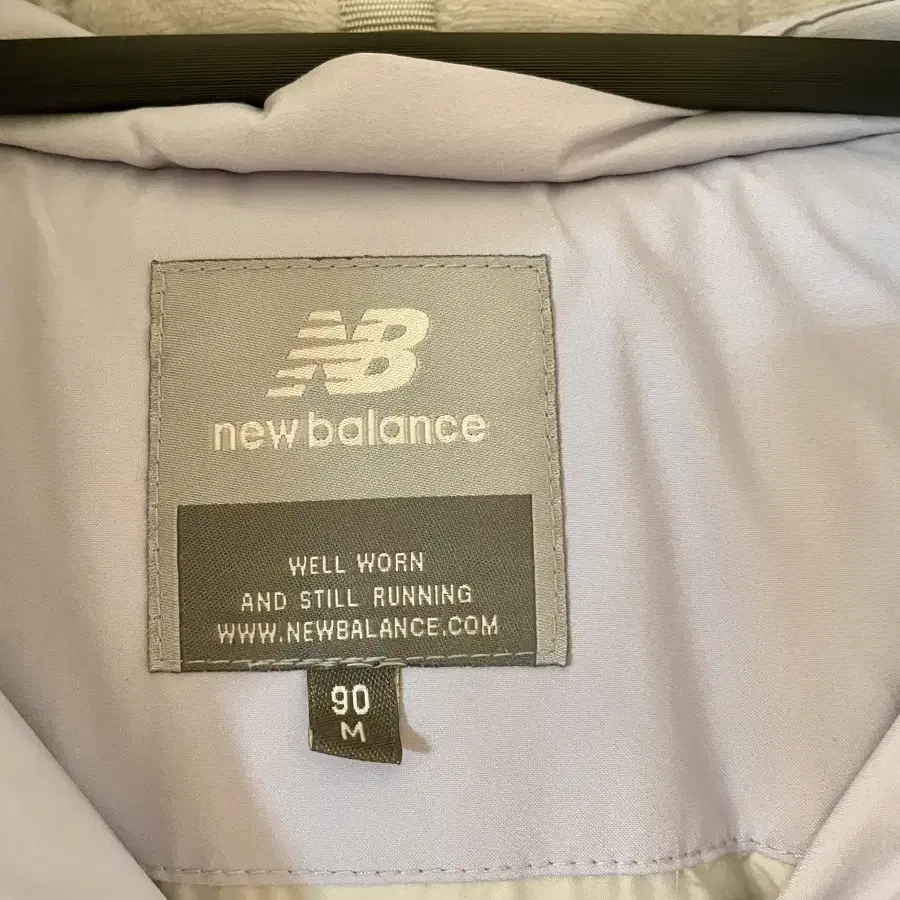 NB
new balance
WELL WORN
AND STILL RUNNING
WWW.NEWBALANCE.COM
90
M